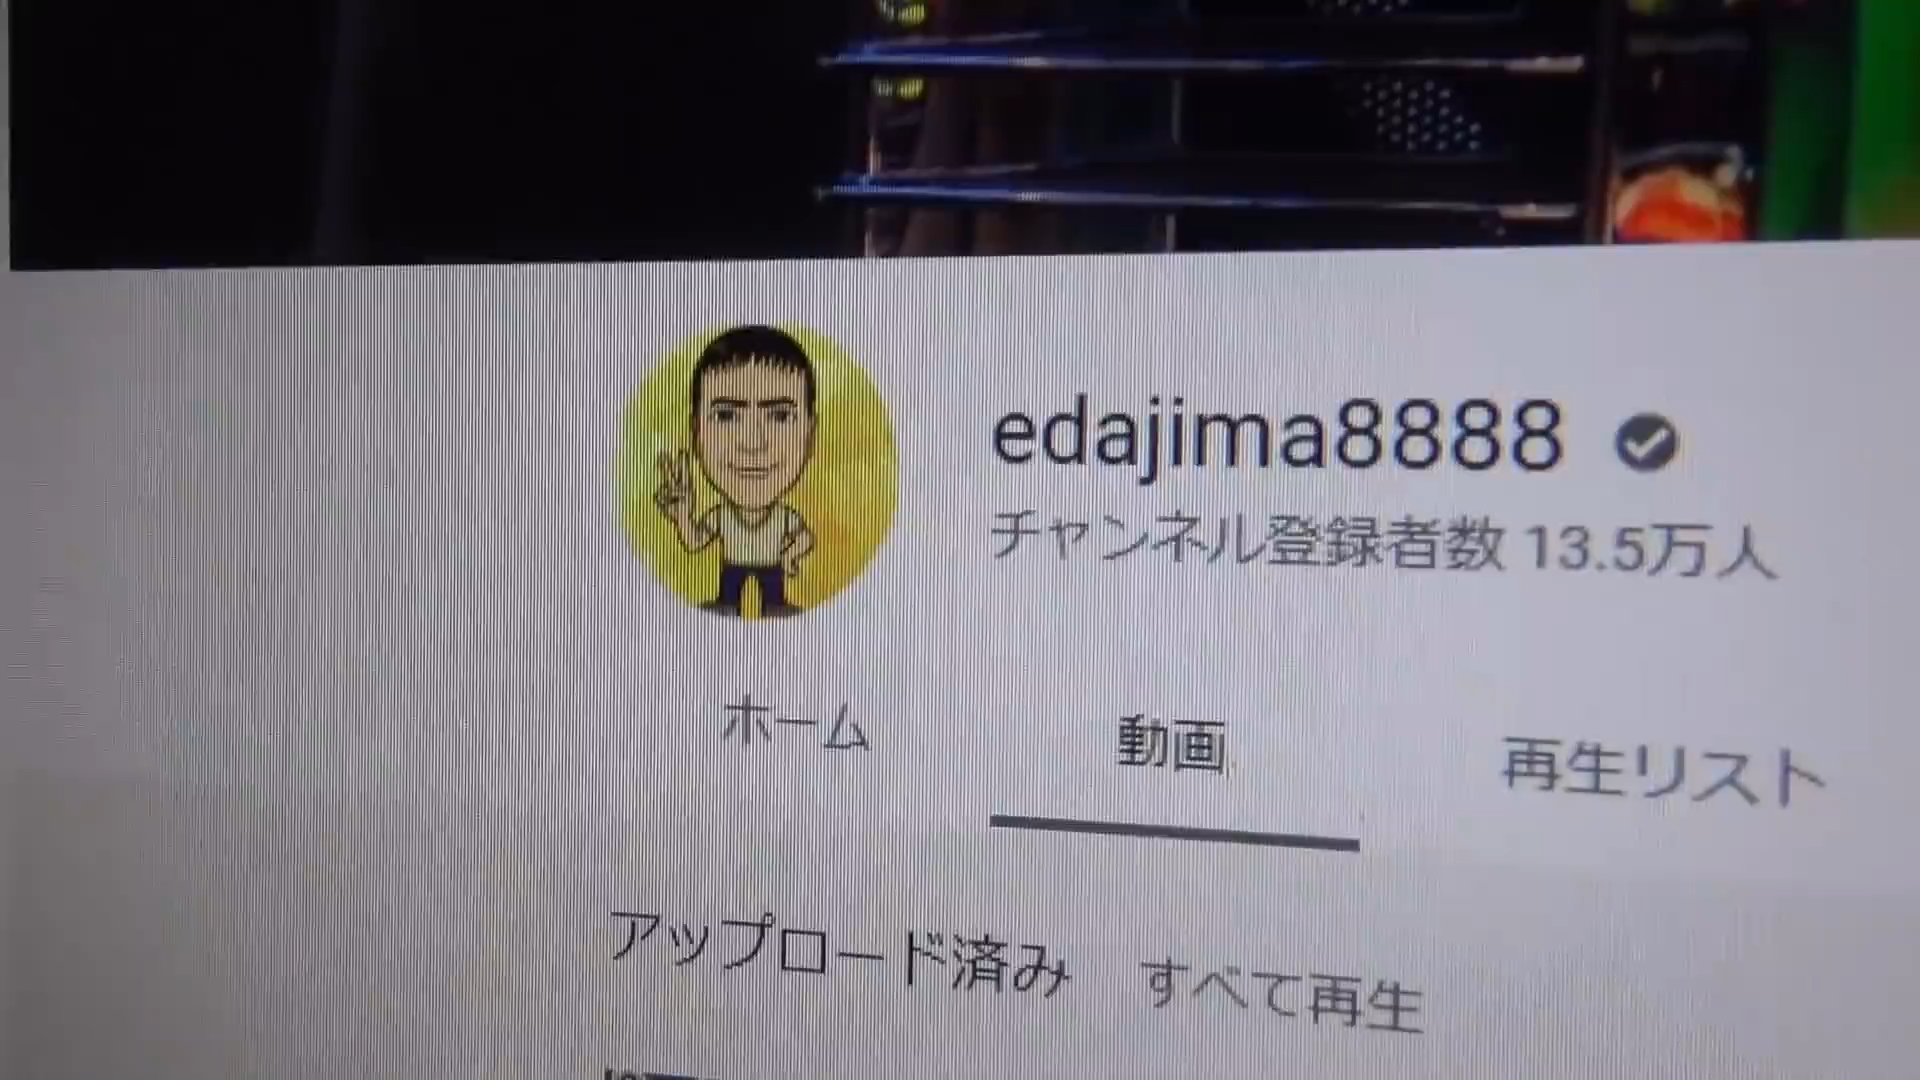 edajima8888
チャンネル登録者数 13.5万人
ホーム 動画 再生リスト
アップロード済み すべて再生